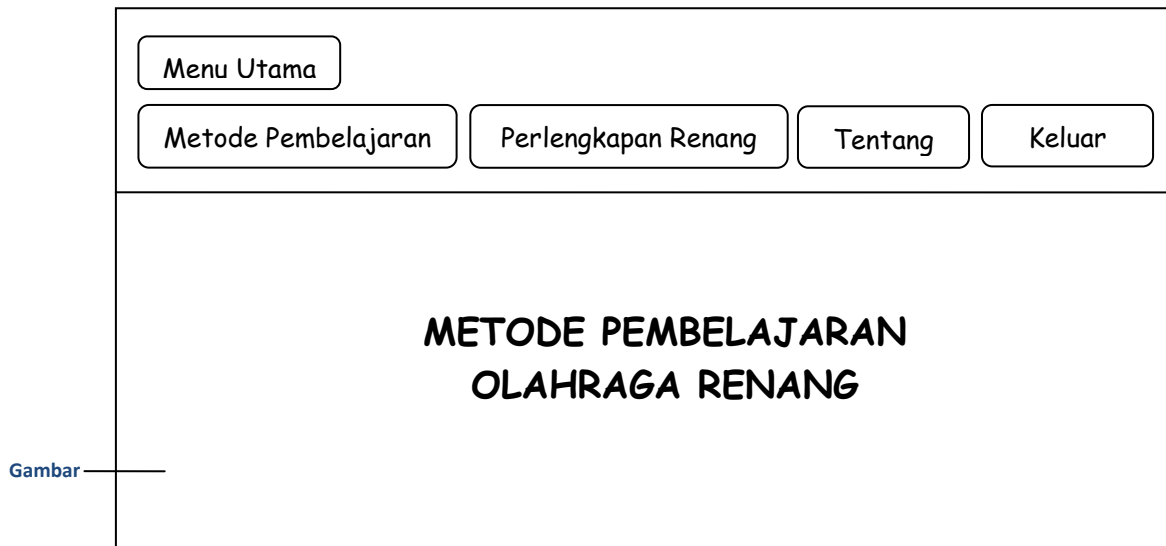 Menu Utama
Metode Pembelajaran Perlengkapan Renang Tentang Keluar
METODE PEMBELAJARAN
OLAHRAGA RENANG
Gambar